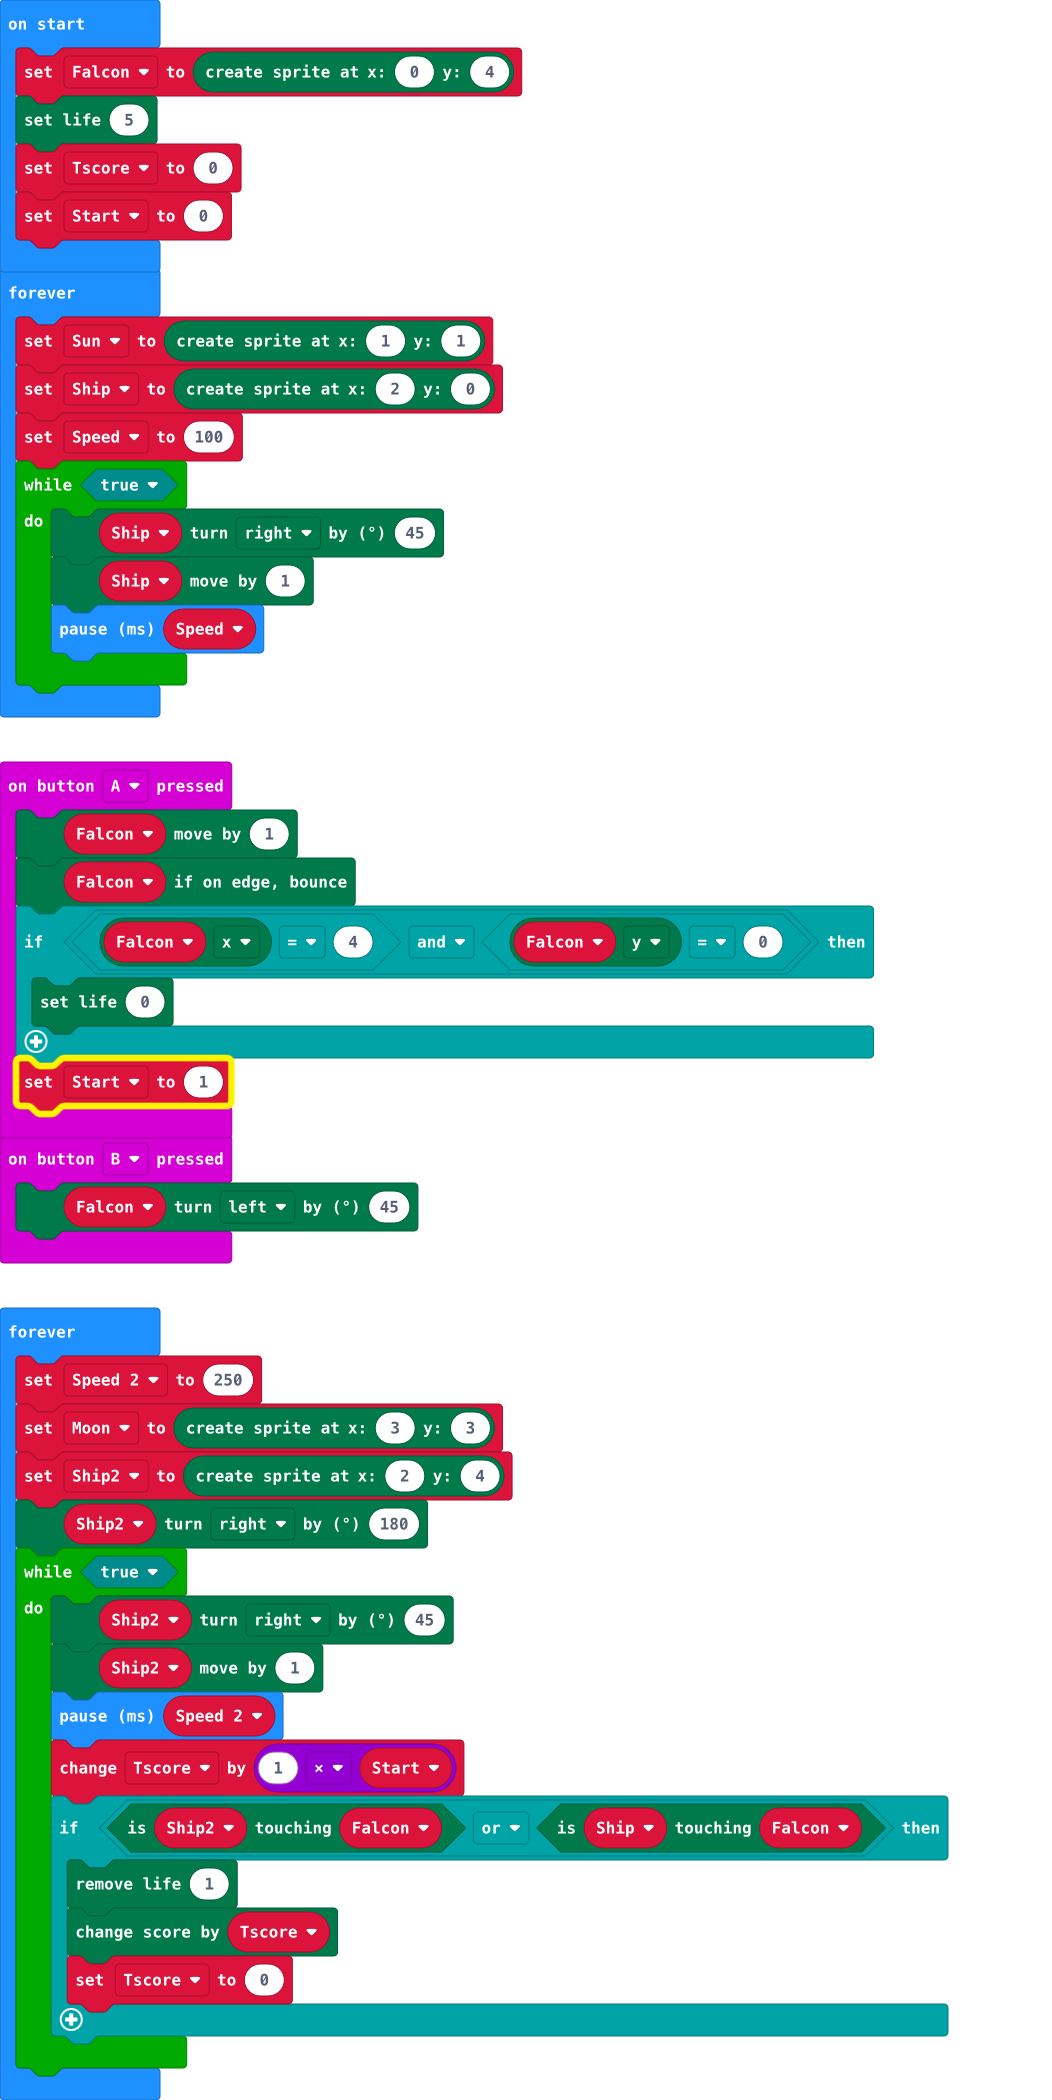 on start
set Falcon to create sprite at x: 0 y: 4
set life 5
set Tscore to 0
set Start to 0
forever
set Sun to create sprite at x: 1 y: 1
set Ship to create sprite at x: 2 y: 0
set Speed to 100
while true
do
Ship turn right by (°) 45
Ship move by 1
pause (ms) Speed
on button A pressed
Falcon move by 1
Falcon if on edge, bounce
if Falcon x = 4 and Falcon y = 0 then
set life 0
set Start to 1
on button B pressed
Falcon turn left by (°) 45
forever
set Speed 2 to 250
set Moon to create sprite at x: 3 y: 3
set Ship2 to create sprite at x: 2 y: 4
Ship2 turn right by (°) 180
while true
do
Ship2 turn right by (°) 45
Ship2 move by 1
pause (ms) Speed 2
change Tscore by 1 × Start
if is Ship2 touching Falcon or is Ship touching Falcon then
remove life 1
change score by Tscore
set Tscore to 0